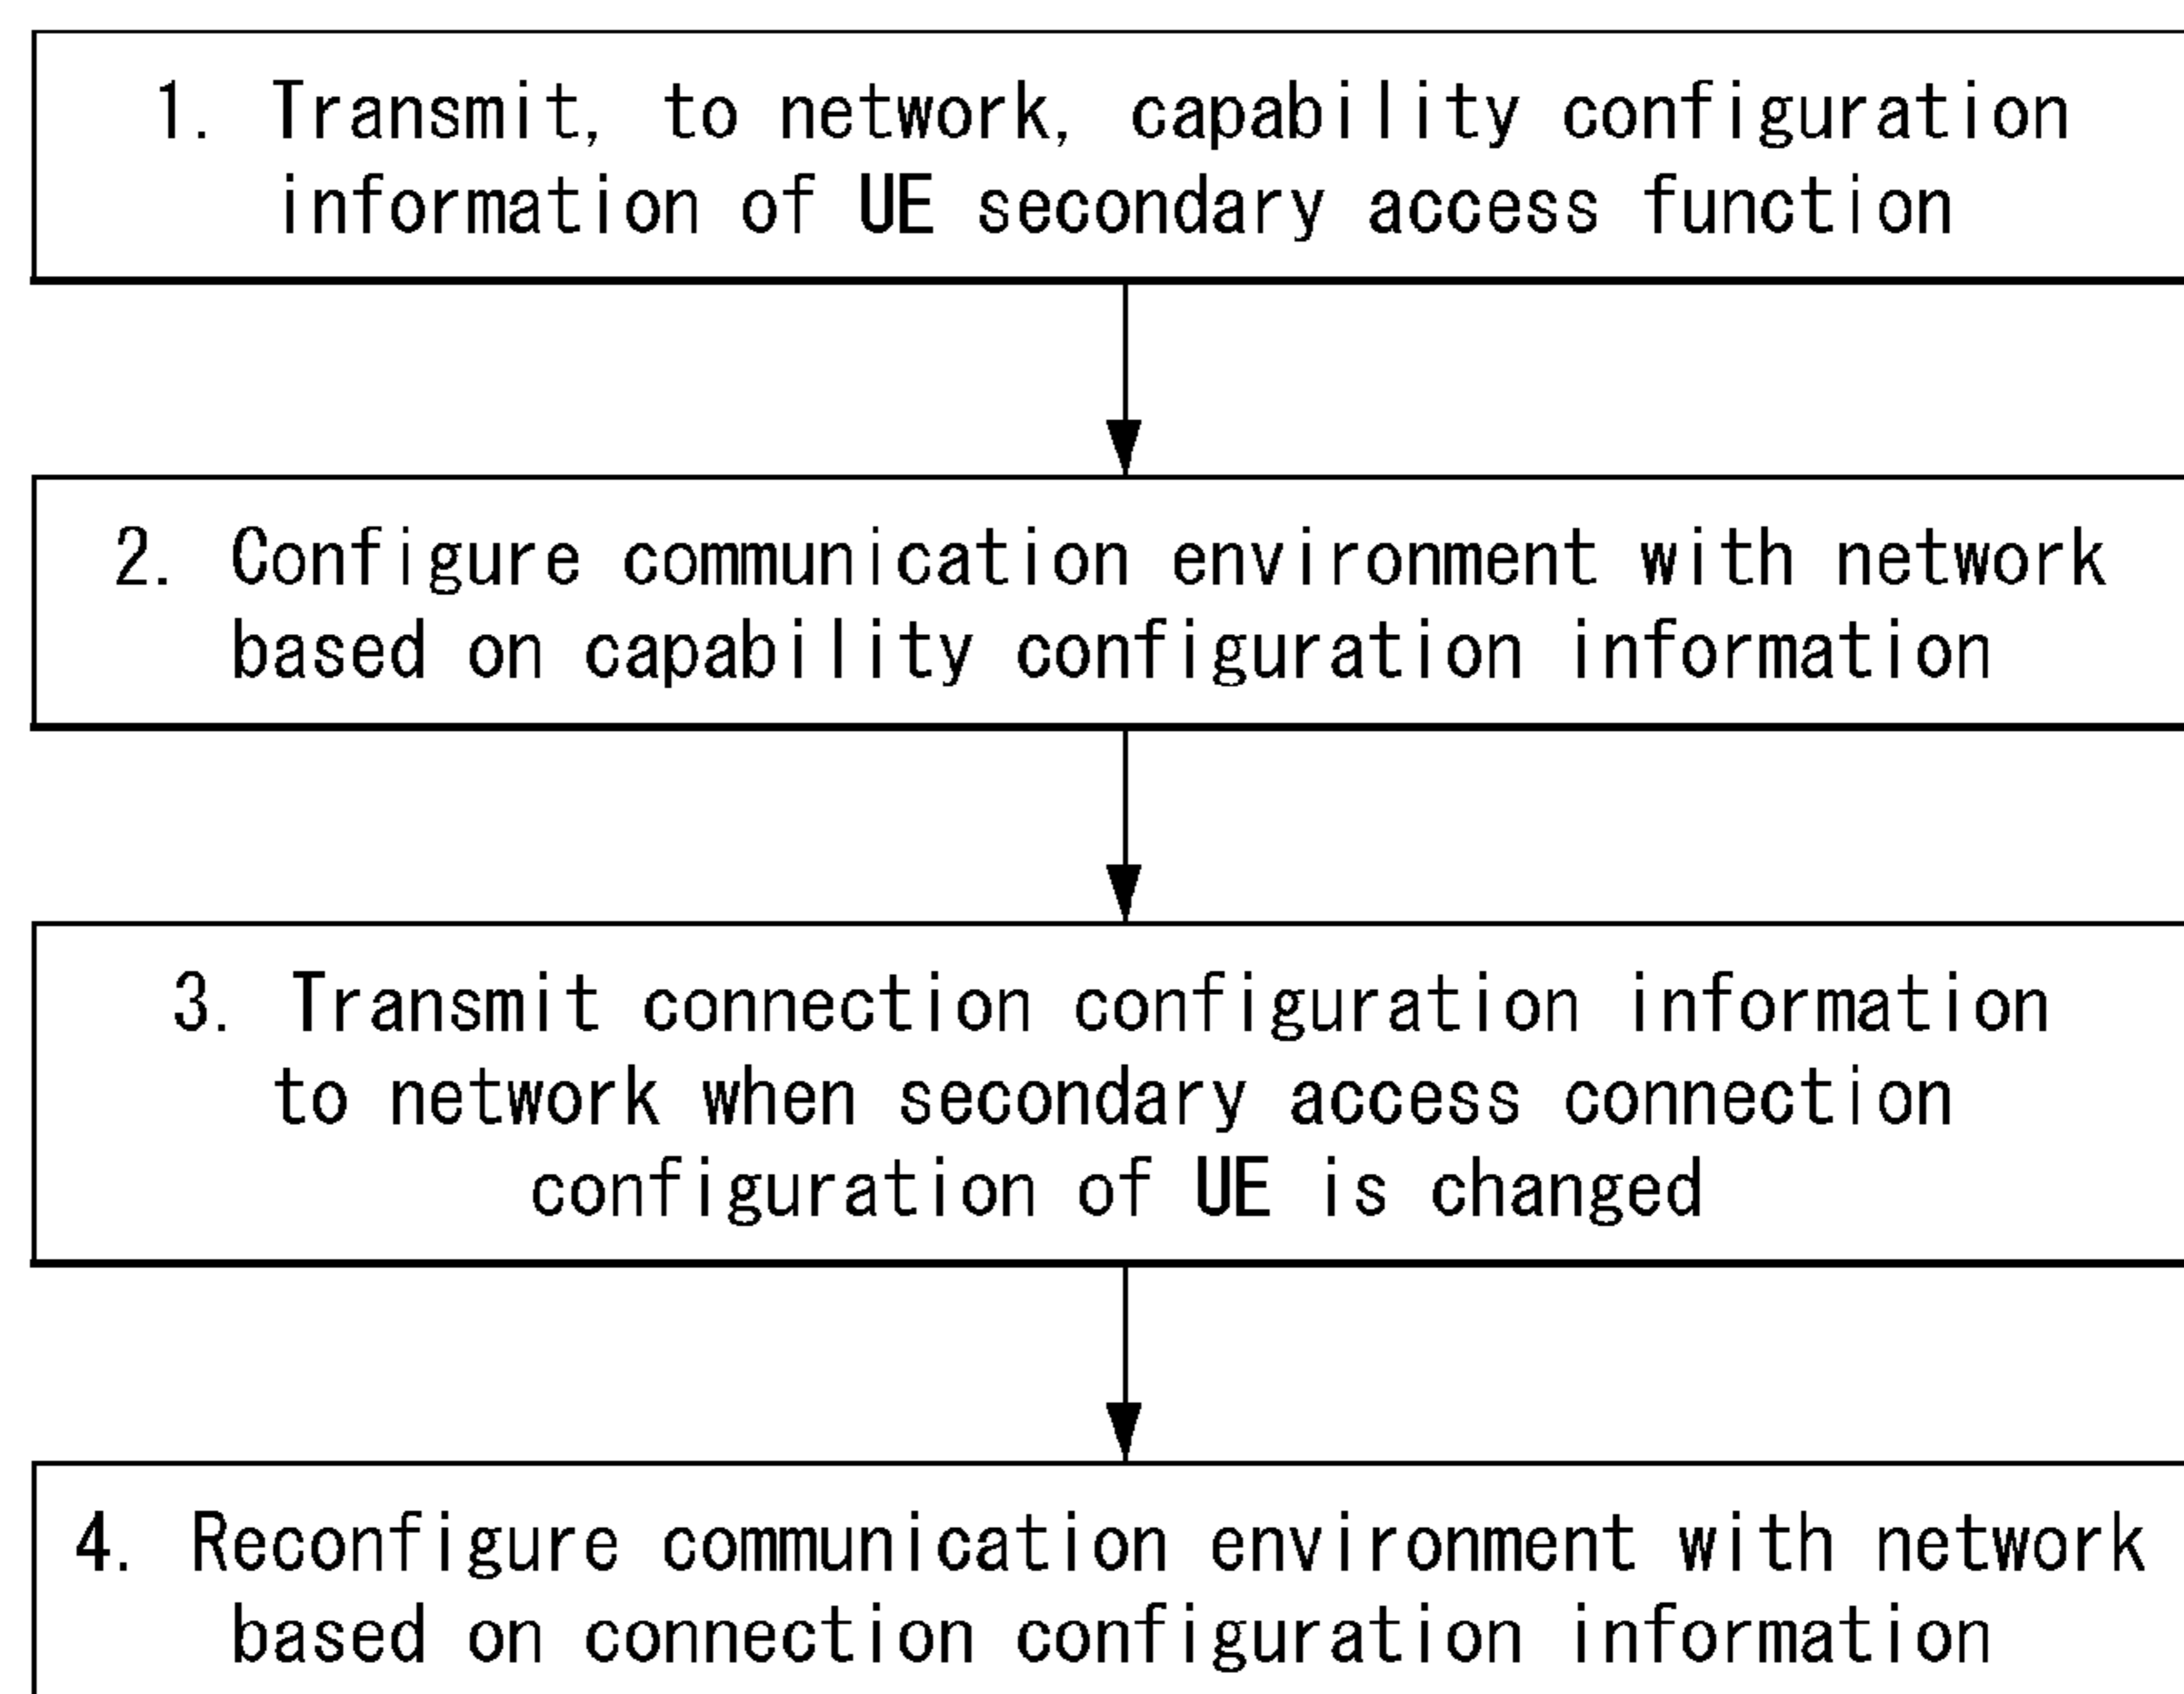 1. Transmit, to network, capability configuration
information of UE secondary access function
2. Configure communication environment with network
based on capability configuration information
3. Transmit connection configuration information
to network when secondary access connection
configuration of UE is changed
4. Reconfigure communication environment with network
based on connection configuration information